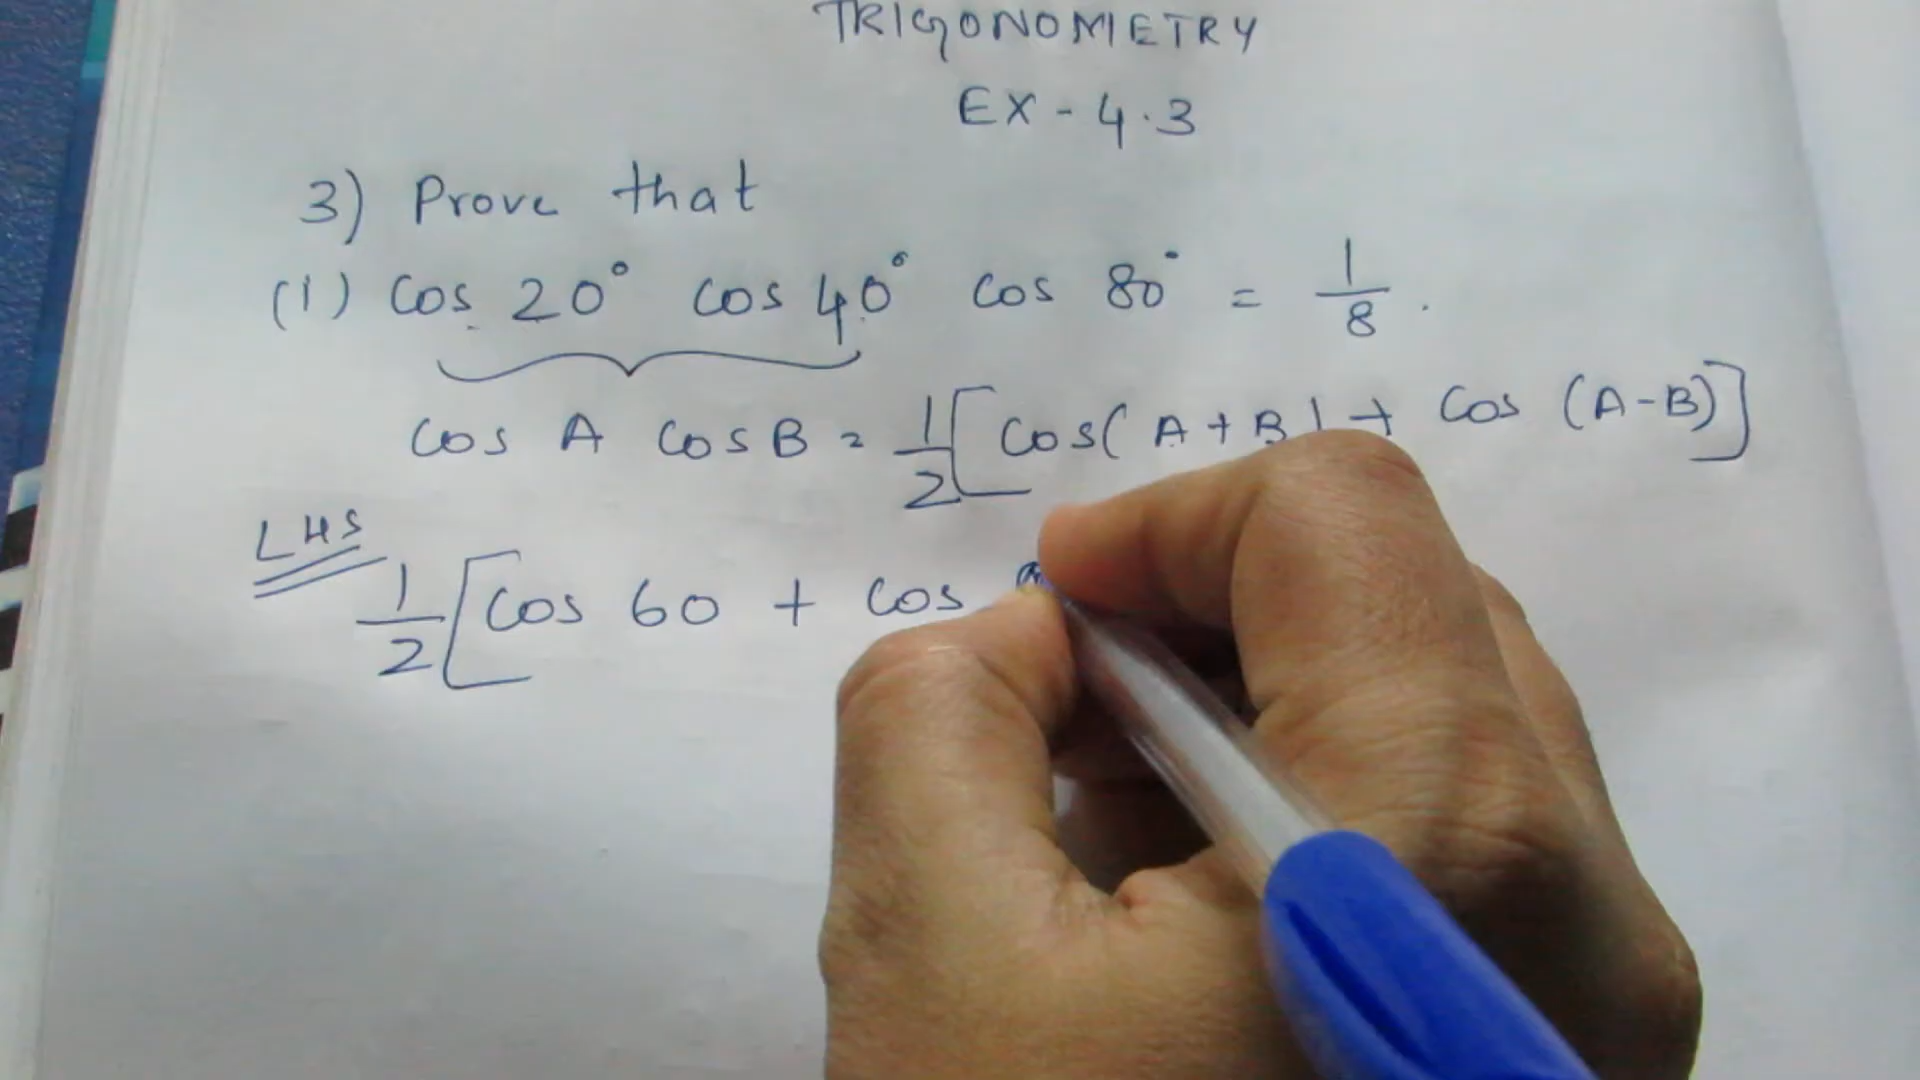 TRIGONOMETRY
EX - 4.3
3) Prove that
(1) Cos 20° cos 40° cos 80° = 1/8.
cos A cos B = 1/2 [cos(A+B) + cos (A-B)]
LHS
1/2 [cos 60 + cos